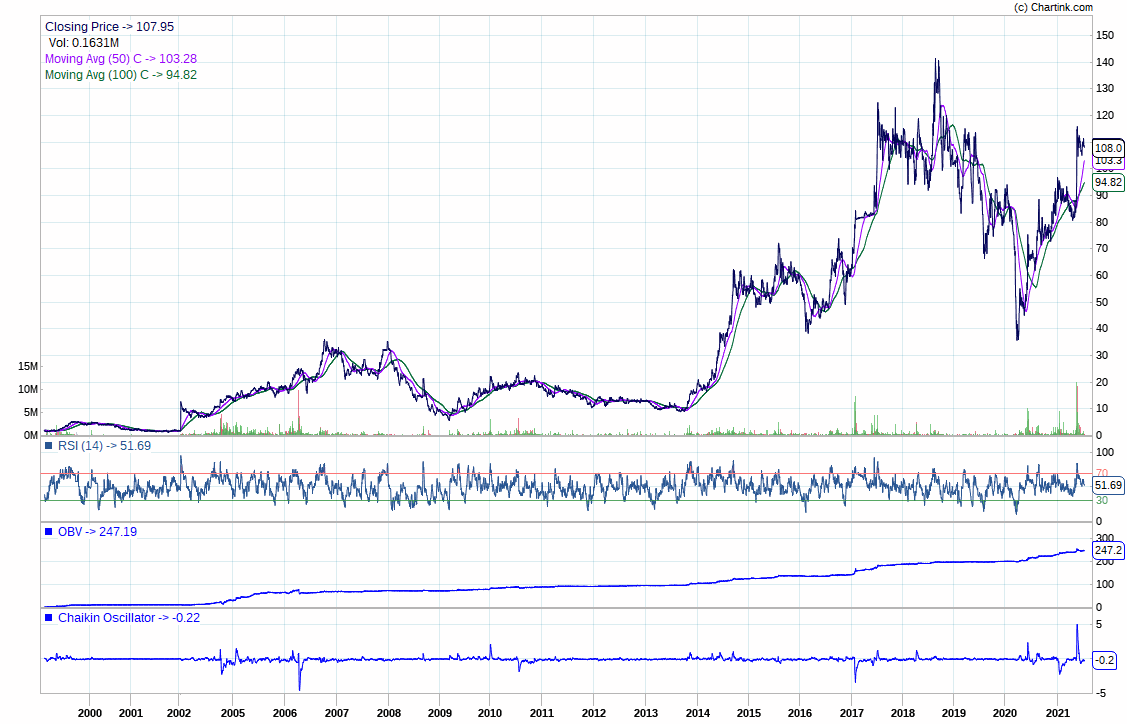 (c) Chartink.com
Closing Price -> 107.95
Vol: 0.1631M
Moving Avg (50) C -> 103.28
Moving Avg (100) C -> 94.82
150
140
130
120
108.0
103.3
100
94.82
90
80
70
60
50
40
30
20
10
0
15M
10M
5M
0M
RSI (14) -> 51.69
100
70
51.69
30
0
OBV -> 247.19
300
247.2
200
100
0
Chaikin Oscillator -> -0.22
5
-0.2
-5
2000 2001 2002 2005 2006 2007 2008 2009 2010 2011 2012 2013 2014 2015 2016 2017 2018 2019 2020 2021